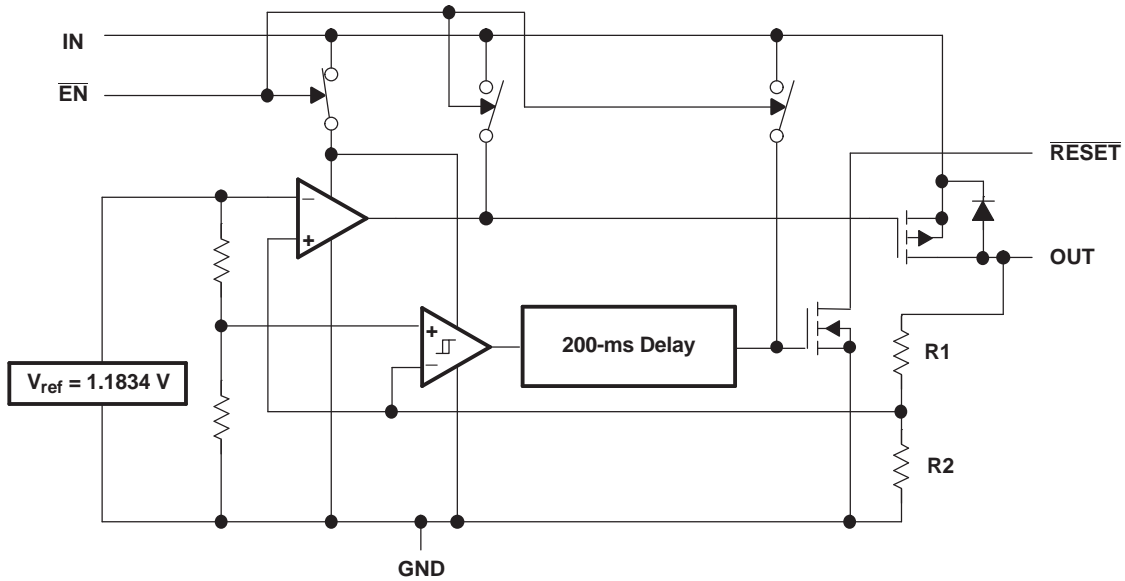 IN
EN
RESET
OUT
−
+
+
−
200-ms Delay
R1
Vref = 1.1834 V
R2
GND